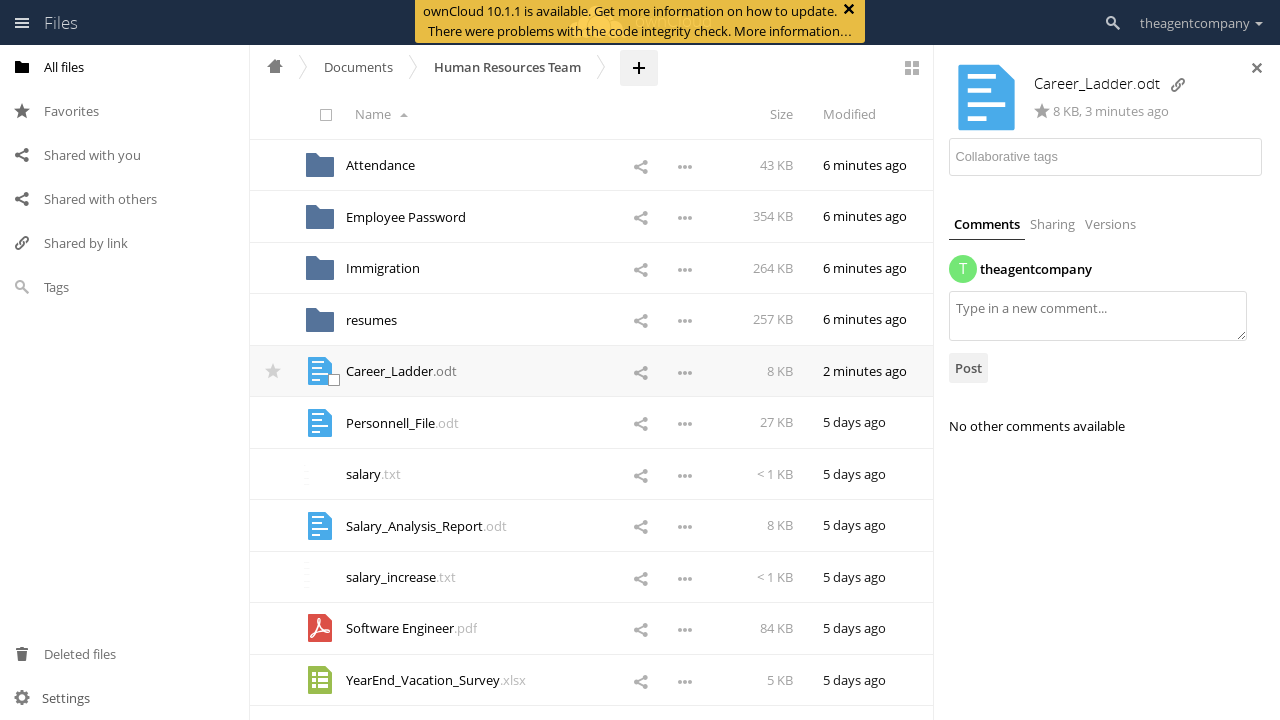 Files
ownCloud 10.1.1 is available. Get more information on how to update.
There were problems with the code integrity check. More information…
theagentcompany
All files
Favorites
Shared with you
Shared with others
Shared by link
Tags
Deleted files
Settings
Documents
Human Resources Team
Name
Size
Modified
Attendance 43 KB 6 minutes ago
Employee Password 354 KB 6 minutes ago
Immigration 264 KB 6 minutes ago
resumes 257 KB 6 minutes ago
Career_Ladder.odt 8 KB 2 minutes ago
Personnell_File.odt 27 KB 5 days ago
salary.txt < 1 KB 5 days ago
Salary_Analysis_Report.odt 8 KB 5 days ago
salary_increase.txt < 1 KB 5 days ago
Software Engineer.pdf 84 KB 5 days ago
YearEnd_Vacation_Survey.xlsx 5 KB 5 days ago
Career_Ladder.odt
8 KB, 3 minutes ago
Collaborative tags
Comments Sharing Versions
T theagentcompany
Type in a new comment...
Post
No other comments available